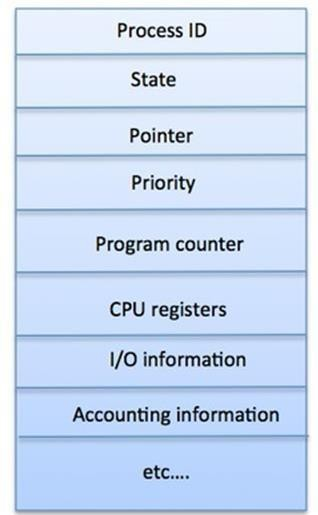 Process ID
State
Pointer
Priority
Program counter
CPU registers
I/O information
Accounting information
etc....